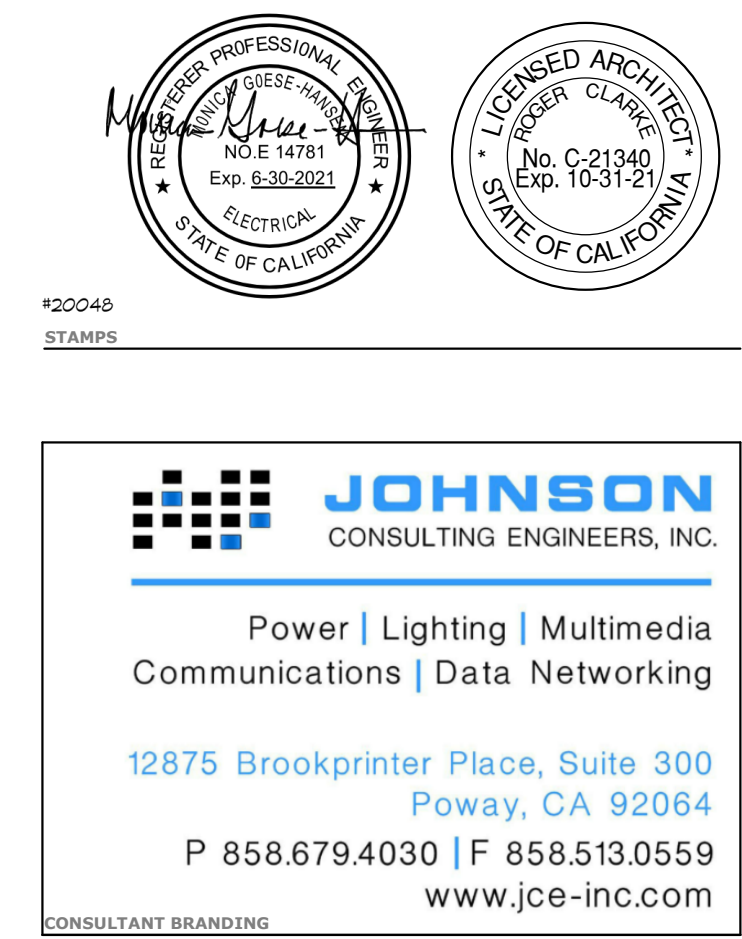 REGISTERER PROFESSIONAL ENGINEER
MONICA GOESE-HANSEN
NO.E 14781
Exp. 6-30-2021
ELECTRICAL
★ STATE OF CALIFORNIA ★
Monica Goese-H
* LICENSED ARCHITECT *
ROGER CLARKE
No. C-21340
Exp. 10-31-21
STATE OF CALIFORNIA
#20048
STAMPS
JOHNSON
CONSULTING ENGINEERS, INC.
Power | Lighting | Multimedia
Communications | Data Networking
12875 Brookprinter Place, Suite 300
Poway, CA 92064
P 858.679.4030 | F 858.513.0559
www.jce-inc.com
CONSULTANT BRANDING